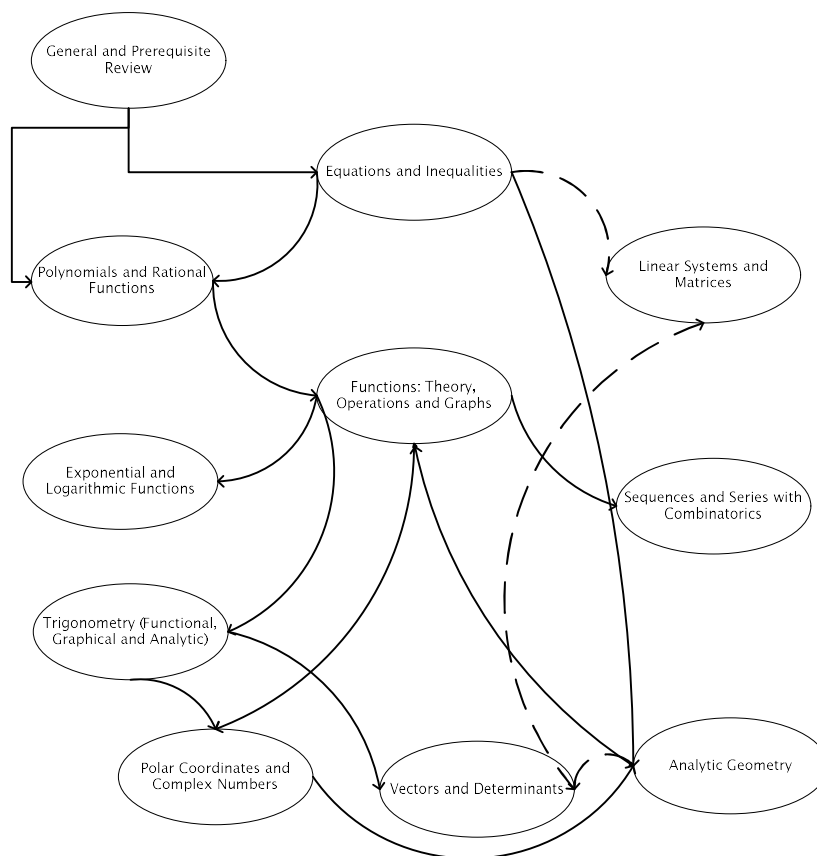 General and Prerequisite
Review
Equations and Inequalities
Polynomials and Rational
Functions
Linear Systems and
Matrices
Functions: Theory,
Operations and Graphs
Exponential and
Logarithmic Functions
Sequences and Series with
Combinatorics
Trigonometry (Functional,
Graphical and Analytic)
Polar Coordinates and
Complex Numbers
Vectors and Determinants
Analytic Geometry